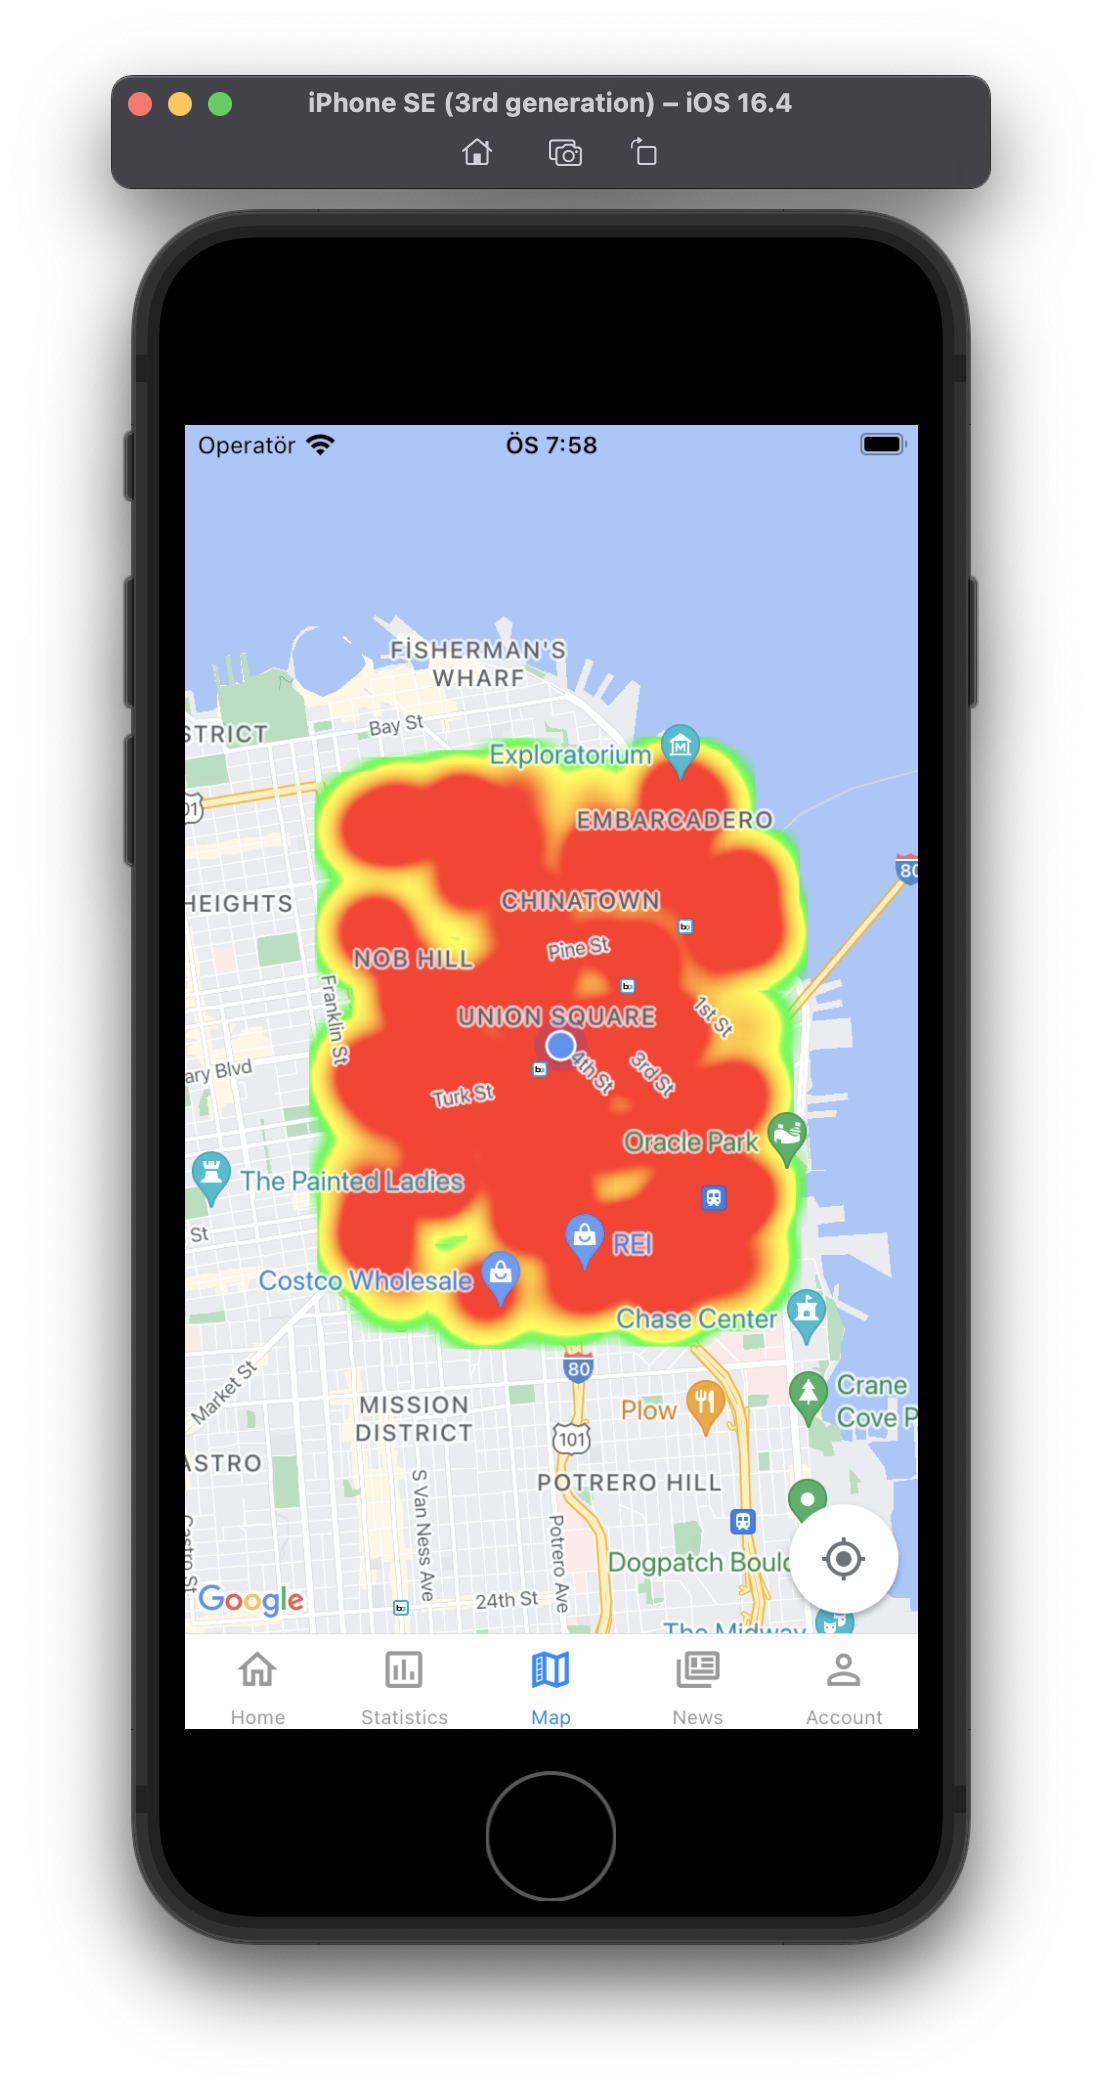 iPhone SE (3rd generation) – iOS 16.4
Operatör
ÖS 7:58
FİSHERMAN'S
WHARF
STRICT
Bay St
Exploratorium
EMBARCADERO
80
HEIGHTS
CHINATOWN
Pine St
NOB HILL
Franklin St
UNION SQUARE
1st St
ary Blvd
4th St
3rd St
Turk St
Oracle Park
The Painted Ladies
St
REI
Costco Wholesale
Chase Center
80
Market St
Crane
Cove P
MISSION
DISTRICT
Plow
101
ASTRO
POTRERO HILL
S Van Ness Ave
Potrero Ave
Castro St
Dogpatch Bould
Google
24th St
The Midway
Home
Statistics
Map
News
Account